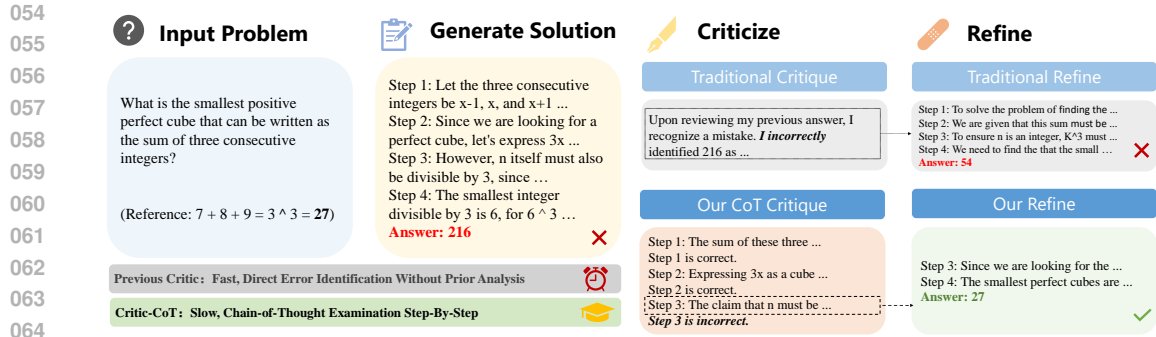 054
055
056
057
058
059
060
061
062
063
064
?
Input Problem
What is the smallest positive
perfect cube that can be written as
the sum of three consecutive
integers?
(Reference: 7 + 8 + 9 = 3 ^ 3 = 27)
Generate Solution
Step 1: Let the three consecutive
integers be x-1, x, and x+1 ...
Step 2: Since we are looking for a
perfect cube, let's express 3x ...
Step 3: However, n itself must also
be divisible by 3, since …
Step 4: The smallest integer
divisible by 3 is 6, for 6 ^ 3 …
Answer: 216
Previous Critic：Fast, Direct Error Identification Without Prior Analysis
Critic-CoT：Slow, Chain-of-Thought Examination Step-By-Step
Criticize
Traditional Critique
Upon reviewing my previous answer, I
recognize a mistake. I incorrectly
identified 216 as ...
Our CoT Critique
Step 1: The sum of these three ...
Step 1 is correct.
Step 2: Expressing 3x as a cube ...
Step 2 is correct.
Step 3: The claim that n must be ...
Step 3 is incorrect.
Refine
Traditional Refine
Step 1: To solve the problem of finding the ...
Step 2: We are given that this sum must be ...
Step 3: To ensure n is an integer, K^3 must ...
Step 4: We need to find the that the small …
Answer: 54
Our Refine
Step 3: Since we are looking for the ...
Step 4: The smallest perfect cubes are ...
Answer: 27